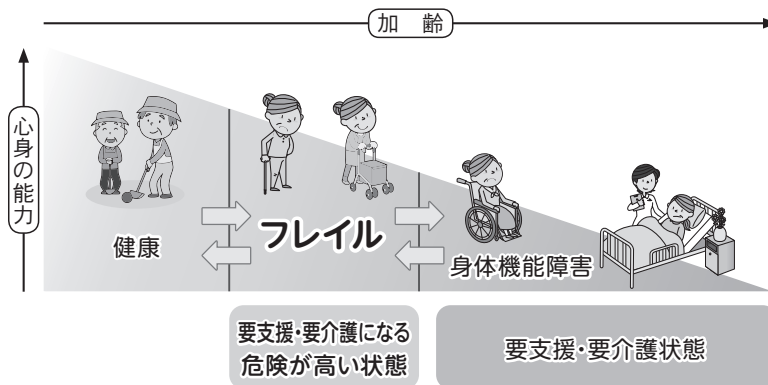 加 齢
心身の能力
健康
フレイル
身体機能障害
要支援・要介護になる
危険が高い状態
要支援・要介護状態